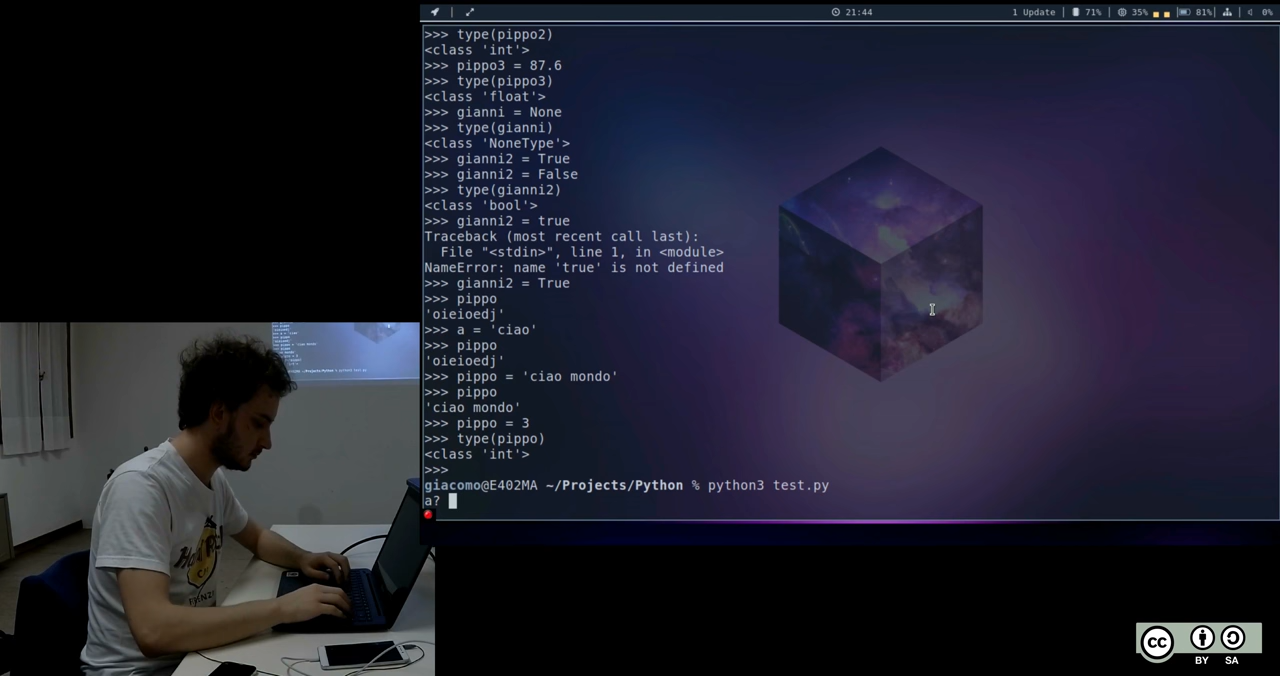 21:44
1 Update | 71% | 35% 81% | 0%
>>> type(pippo2)
<class 'int'>
>>> pippo3 = 87.6
>>> type(pippo3)
<class 'float'>
>>> gianni = None
>>> type(gianni)
<class 'NoneType'>
>>> gianni2 = True
>>> gianni2 = False
>>> type(gianni2)
<class 'bool'>
>>> gianni2 = true
Traceback (most recent call last):
  File "<stdin>", line 1, in <module>
NameError: name 'true' is not defined
>>> gianni2 = True
>>> pippo
'oieioedj'
>>> a = 'ciao'
>>> pippo
'oieioedj'
>>> pippo = 'ciao mondo'
>>> pippo
'ciao mondo'
>>> pippo = 3
>>> type(pippo)
<class 'int'>
>>>
giacomo@E402MA ~/Projects/Python % python3 test.py
a?
cc
BY SA